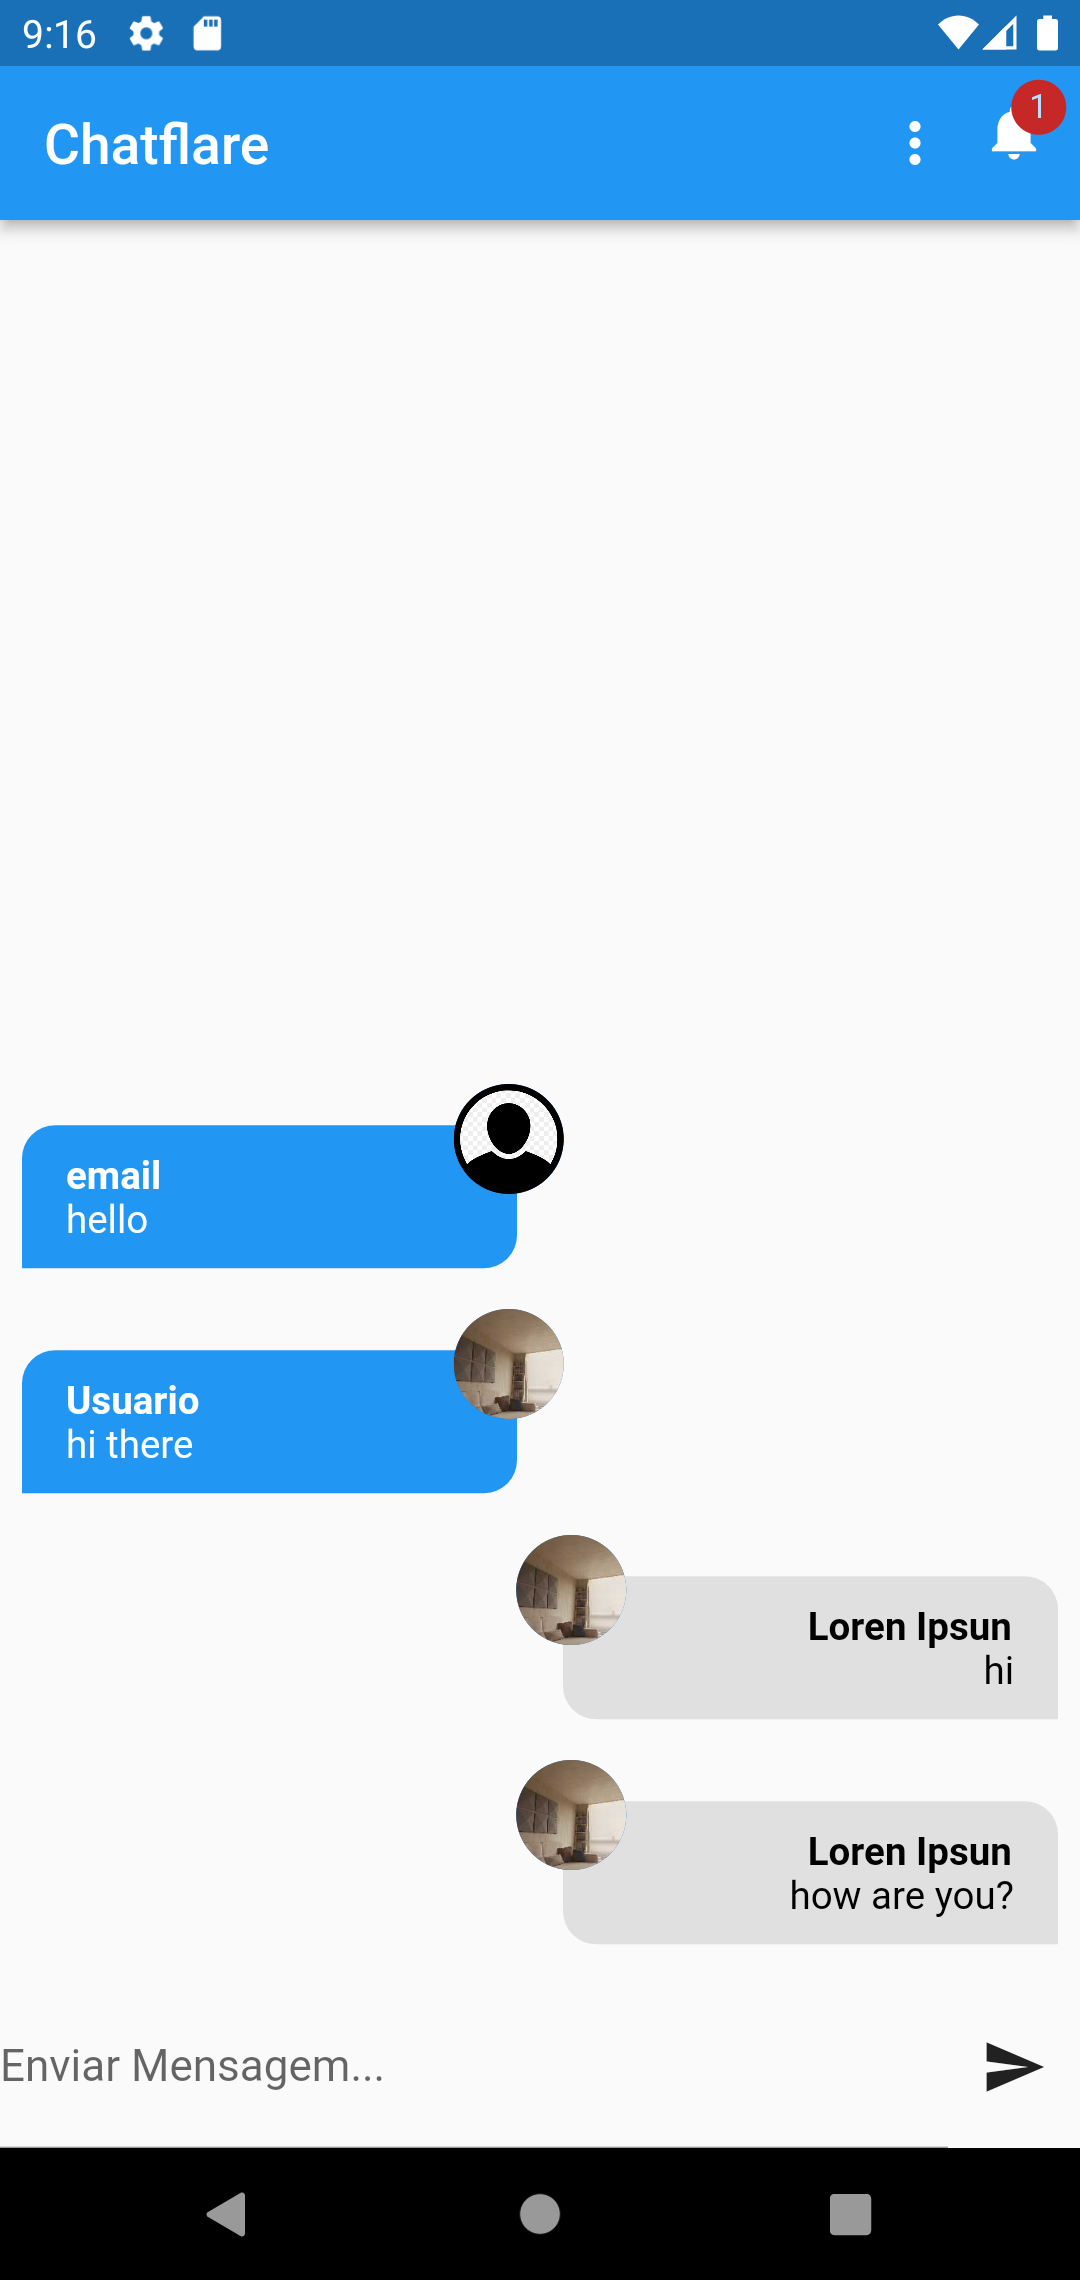 9:16
Chatflare
1
email
hello
Usuario
hi there
Loren Ipsun
hi
Loren Ipsun
how are you?
Enviar Mensagem...